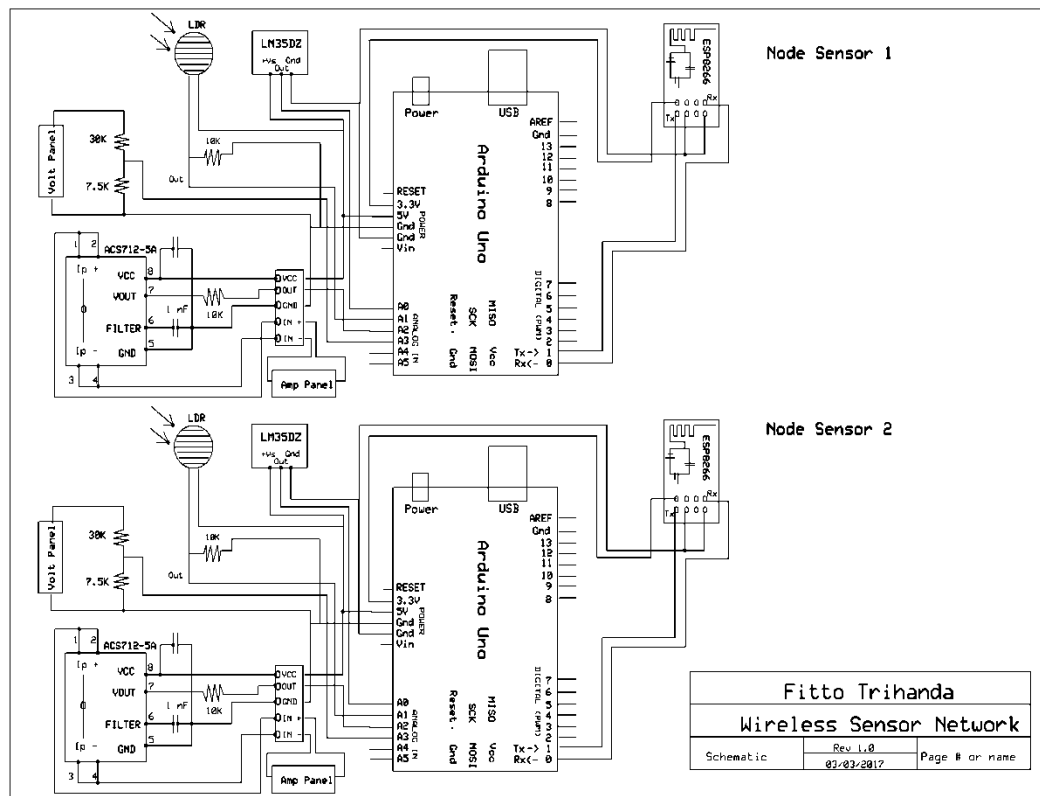 Node Sensor 1
LDR
LM35DZ
+Vs Out Gnd
ESP8266
Rx
Tx
Volt Panel
30K
7.5K
10K
Out
Power
USB
Arduino Uno
AREF
Gnd
13
12
11
10
9
8
RESET
3.3V
5V
Gnd
Gnd
Vin
POWER
ACS712-5A
1
2
Ip +
Ip -
3
4
VCC 8
VOUT 7
FILTER 6
GND 5
1 nF
10K
VCC
OUT
GND
IN +
IN -
Amp Panel
A0
A1
A2
A3
A4
A5
ANALOG IN
Reset
SCK
MISO
Gnd
MOSI
Vcc
DIGITAL (PWM)
7
6
5
4
3
2
Tx-> 1
Rx<- 0
Node Sensor 2
LDR
LM35DZ
+Vs Out Gnd
ESP8266
Rx
Tx
Volt Panel
30K
7.5K
10K
Out
Power
USB
Arduino Uno
AREF
Gnd
13
12
11
10
9
8
RESET
3.3V
5V
Gnd
Gnd
Vin
POWER
ACS712-5A
1
2
Ip +
Ip -
3
4
VCC 8
VOUT 7
FILTER 6
GND 5
1 nF
10K
VCC
OUT
GND
IN +
IN -
Amp Panel
A0
A1
A2
A3
A4
A5
ANALOG IN
Reset
SCK
MISO
Gnd
MOSI
Vcc
DIGITAL (PWM)
7
6
5
4
3
2
Tx-> 1
Rx<- 0
Fitto Trihanda
Wireless Sensor Network
Schematic
Rev 1.0
03/03/2017
Page # or name